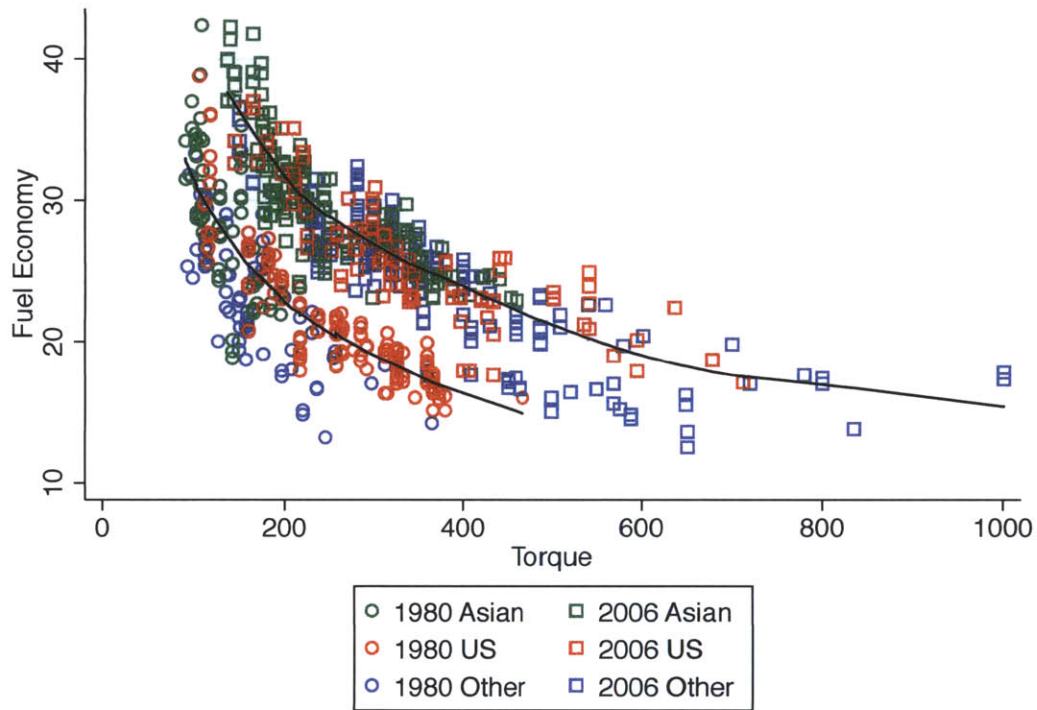 40
30
20
10
Fuel Economy
0
200
400
600
800
1000
Torque
1980 Asian
2006 Asian
1980 US
2006 US
1980 Other
2006 Other